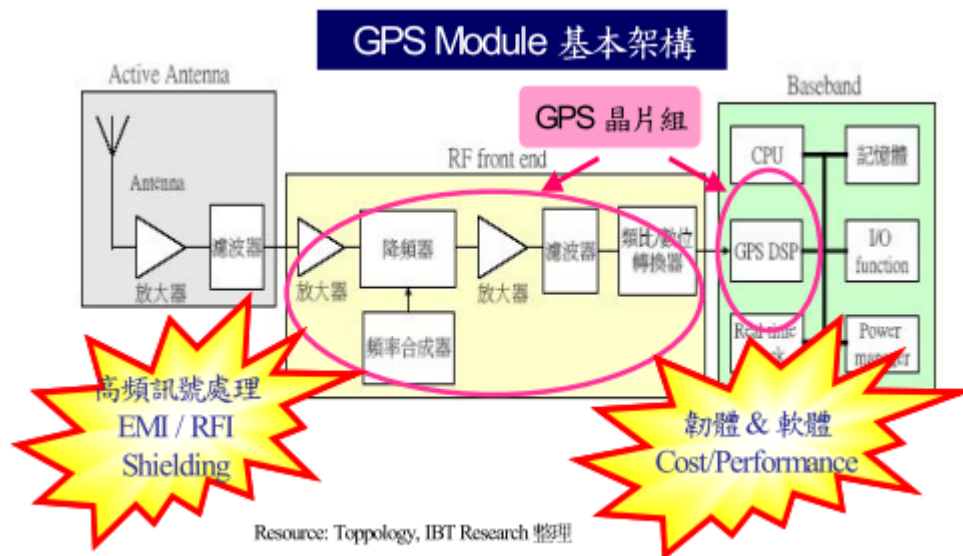 GPS Module 基本架構
Active Antenna
Baseband
GPS 晶片組
RF front end
CPU
記憶體
Antenna
濾波器
降頻器
濾波器
類比/數位
轉換器
GPS DSP
I/O
function
放大器
放大器
放大器
頻率合成器
Real-time
Power
manager
高頻訊號處理
EMI / RFI
Shielding
韌體 & 軟體
Cost/Performance
Resource: Toppology, IBT Research 整理